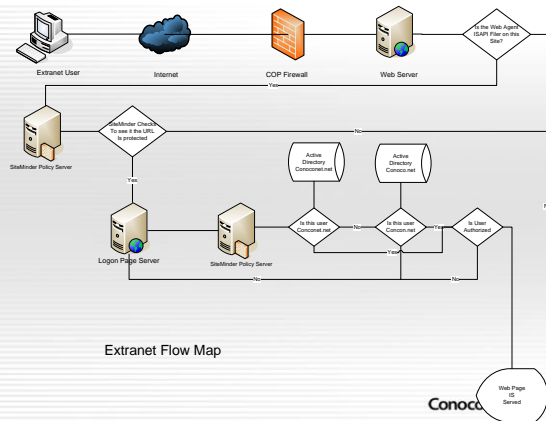 Is the Web Agent
ISAPI Filer on this
Site?
Extranet User
Internet
COP Firewall
Web Server
Yes
SiteMinder Checks
To see it the URL
Is protected
No
SiteMinder Policy Server
Active
Directory
Conoconet.net
Active
Directory
Conoco.net
Yes
Is this user
Conconet.net
No
Is this user
Concon.net
Yes
Is User
Authorized
Yes
Logon Page Server
SiteMinder Policy Server
No
No
Extranet Flow Map
Web Page
IS
Served
Conoco